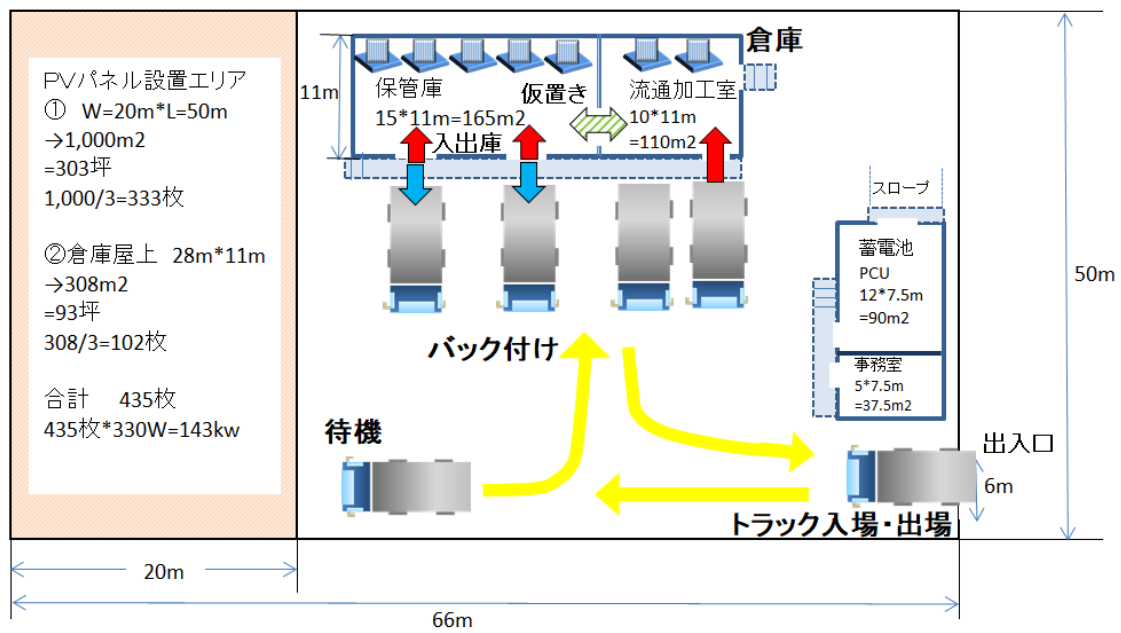 PVパネル設置エリア
① W=20m*L=50m
→1,000m2
=303坪
1,000/3=333枚
②倉庫屋上 28m*11m
→308m2
=93坪
308/3=102枚
合計 435枚
435枚*330W=143kw
倉庫
11m
保管庫
15*11m=165m2
仮置き
流通加工室
10*11m
=110m2
入出庫
スロープ
蓄電池
PCU
12*7.5m
=90m2
事務室
5*7.5m
=37.5m2
50m
バック付け
待機
出入口
6m
トラック入場・出場
20m
66m